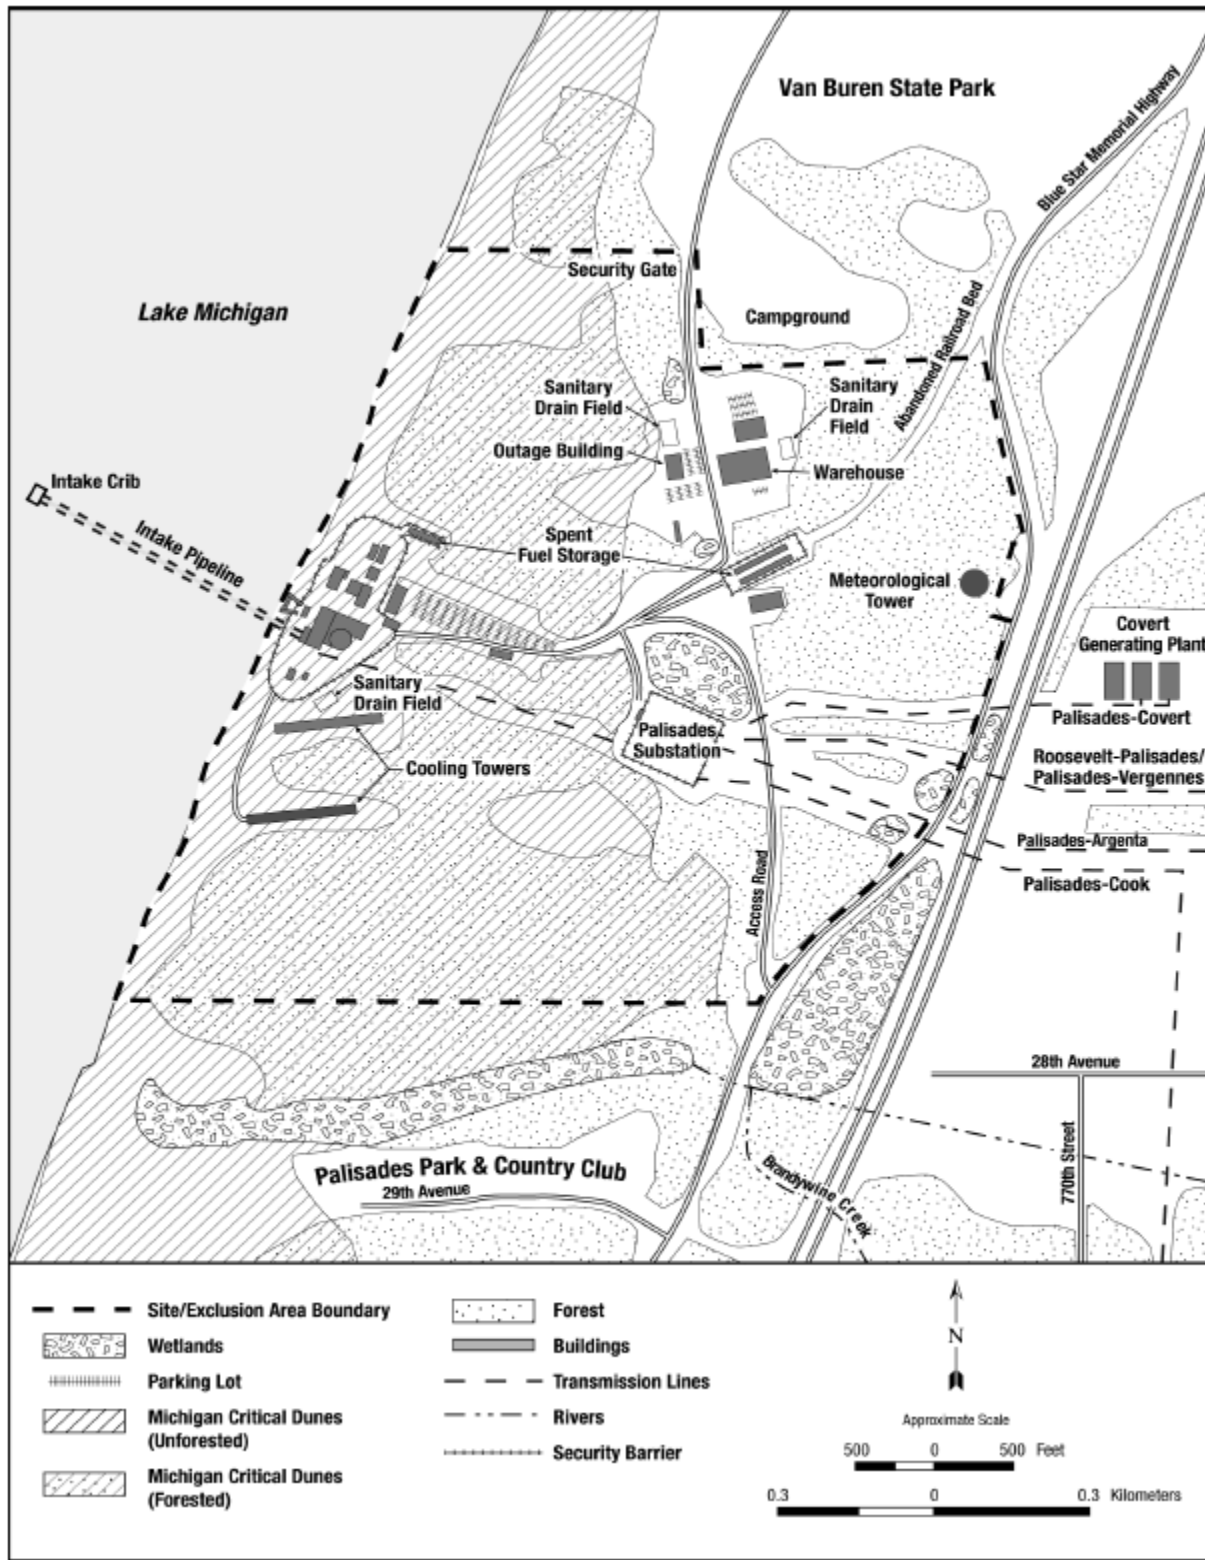 Van Buren State Park
Blue Star Memorial Highway
Security Gate
Lake Michigan
Campground
Abandoned Railroad Bed
Sanitary
Drain Field
Sanitary
Drain
Field
Outage Building
Warehouse
Intake Crib
Intake Pipeline
Spent
Fuel Storage
Meteorological
Tower
Covert
Generating Plant
Sanitary
Drain Field
Palisades
Substation
Palisades-Covert
Cooling Towers
Roosevelt-Palisades/
Palisades-Vergennes
Palisades-Argenta
Access Road
Palisades-Cook
28th Avenue
770th Street
Palisades Park & Country Club
29th Avenue
Brandywine Creek
Site/Exclusion Area Boundary
Wetlands
Parking Lot
Michigan Critical Dunes
(Unforested)
Michigan Critical Dunes
(Forested)
Forest
Buildings
Transmission Lines
Rivers
Security Barrier
N
Approximate Scale
500 0 500 Feet
0.3 0 0.3 Kilometers